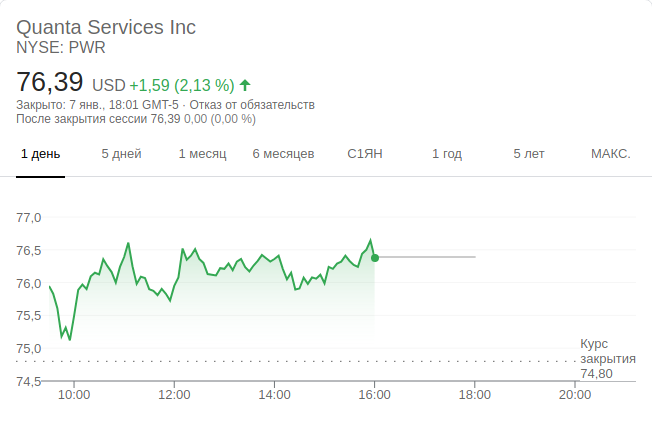 Quanta Services Inc
NYSE: PWR
76,39 USD +1,59 (2,13 %)
Закрыто: 7 янв., 18:01 GMT-5 · Отказ от обязательств
После закрытия сессии 76,39 0,00 (0,00 %)
1 день 5 дней 1 месяц 6 месяцев С1ЯН 1 год 5 лет МАКС.
77,0
76,5
76,0
75,5
75,0
Курс
закрытия
74,80
74,5
10:00 12:00 14:00 16:00 18:00 20:00